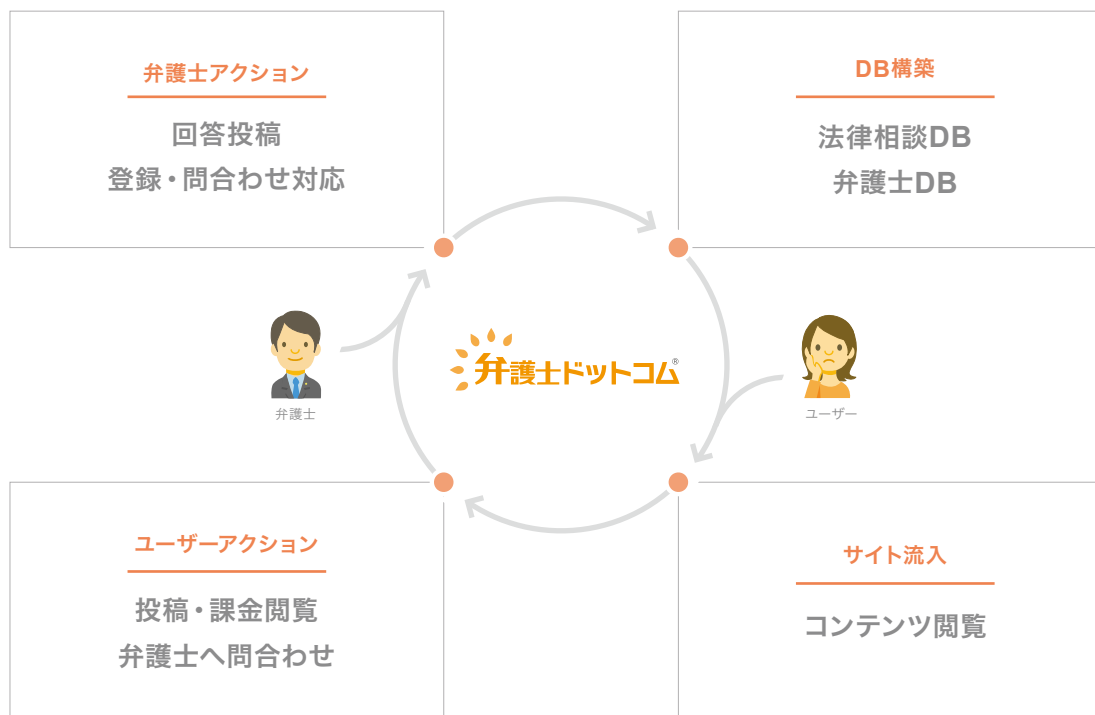 弁護士アクション
回答投稿
登録・問合わせ対応
DB構築
法律相談DB
弁護士DB
弁護士ドットコム®
弁護士
ユーザー
ユーザーアクション
投稿・課金閲覧
弁護士へ問合わせ
サイト流入
コンテンツ閲覧